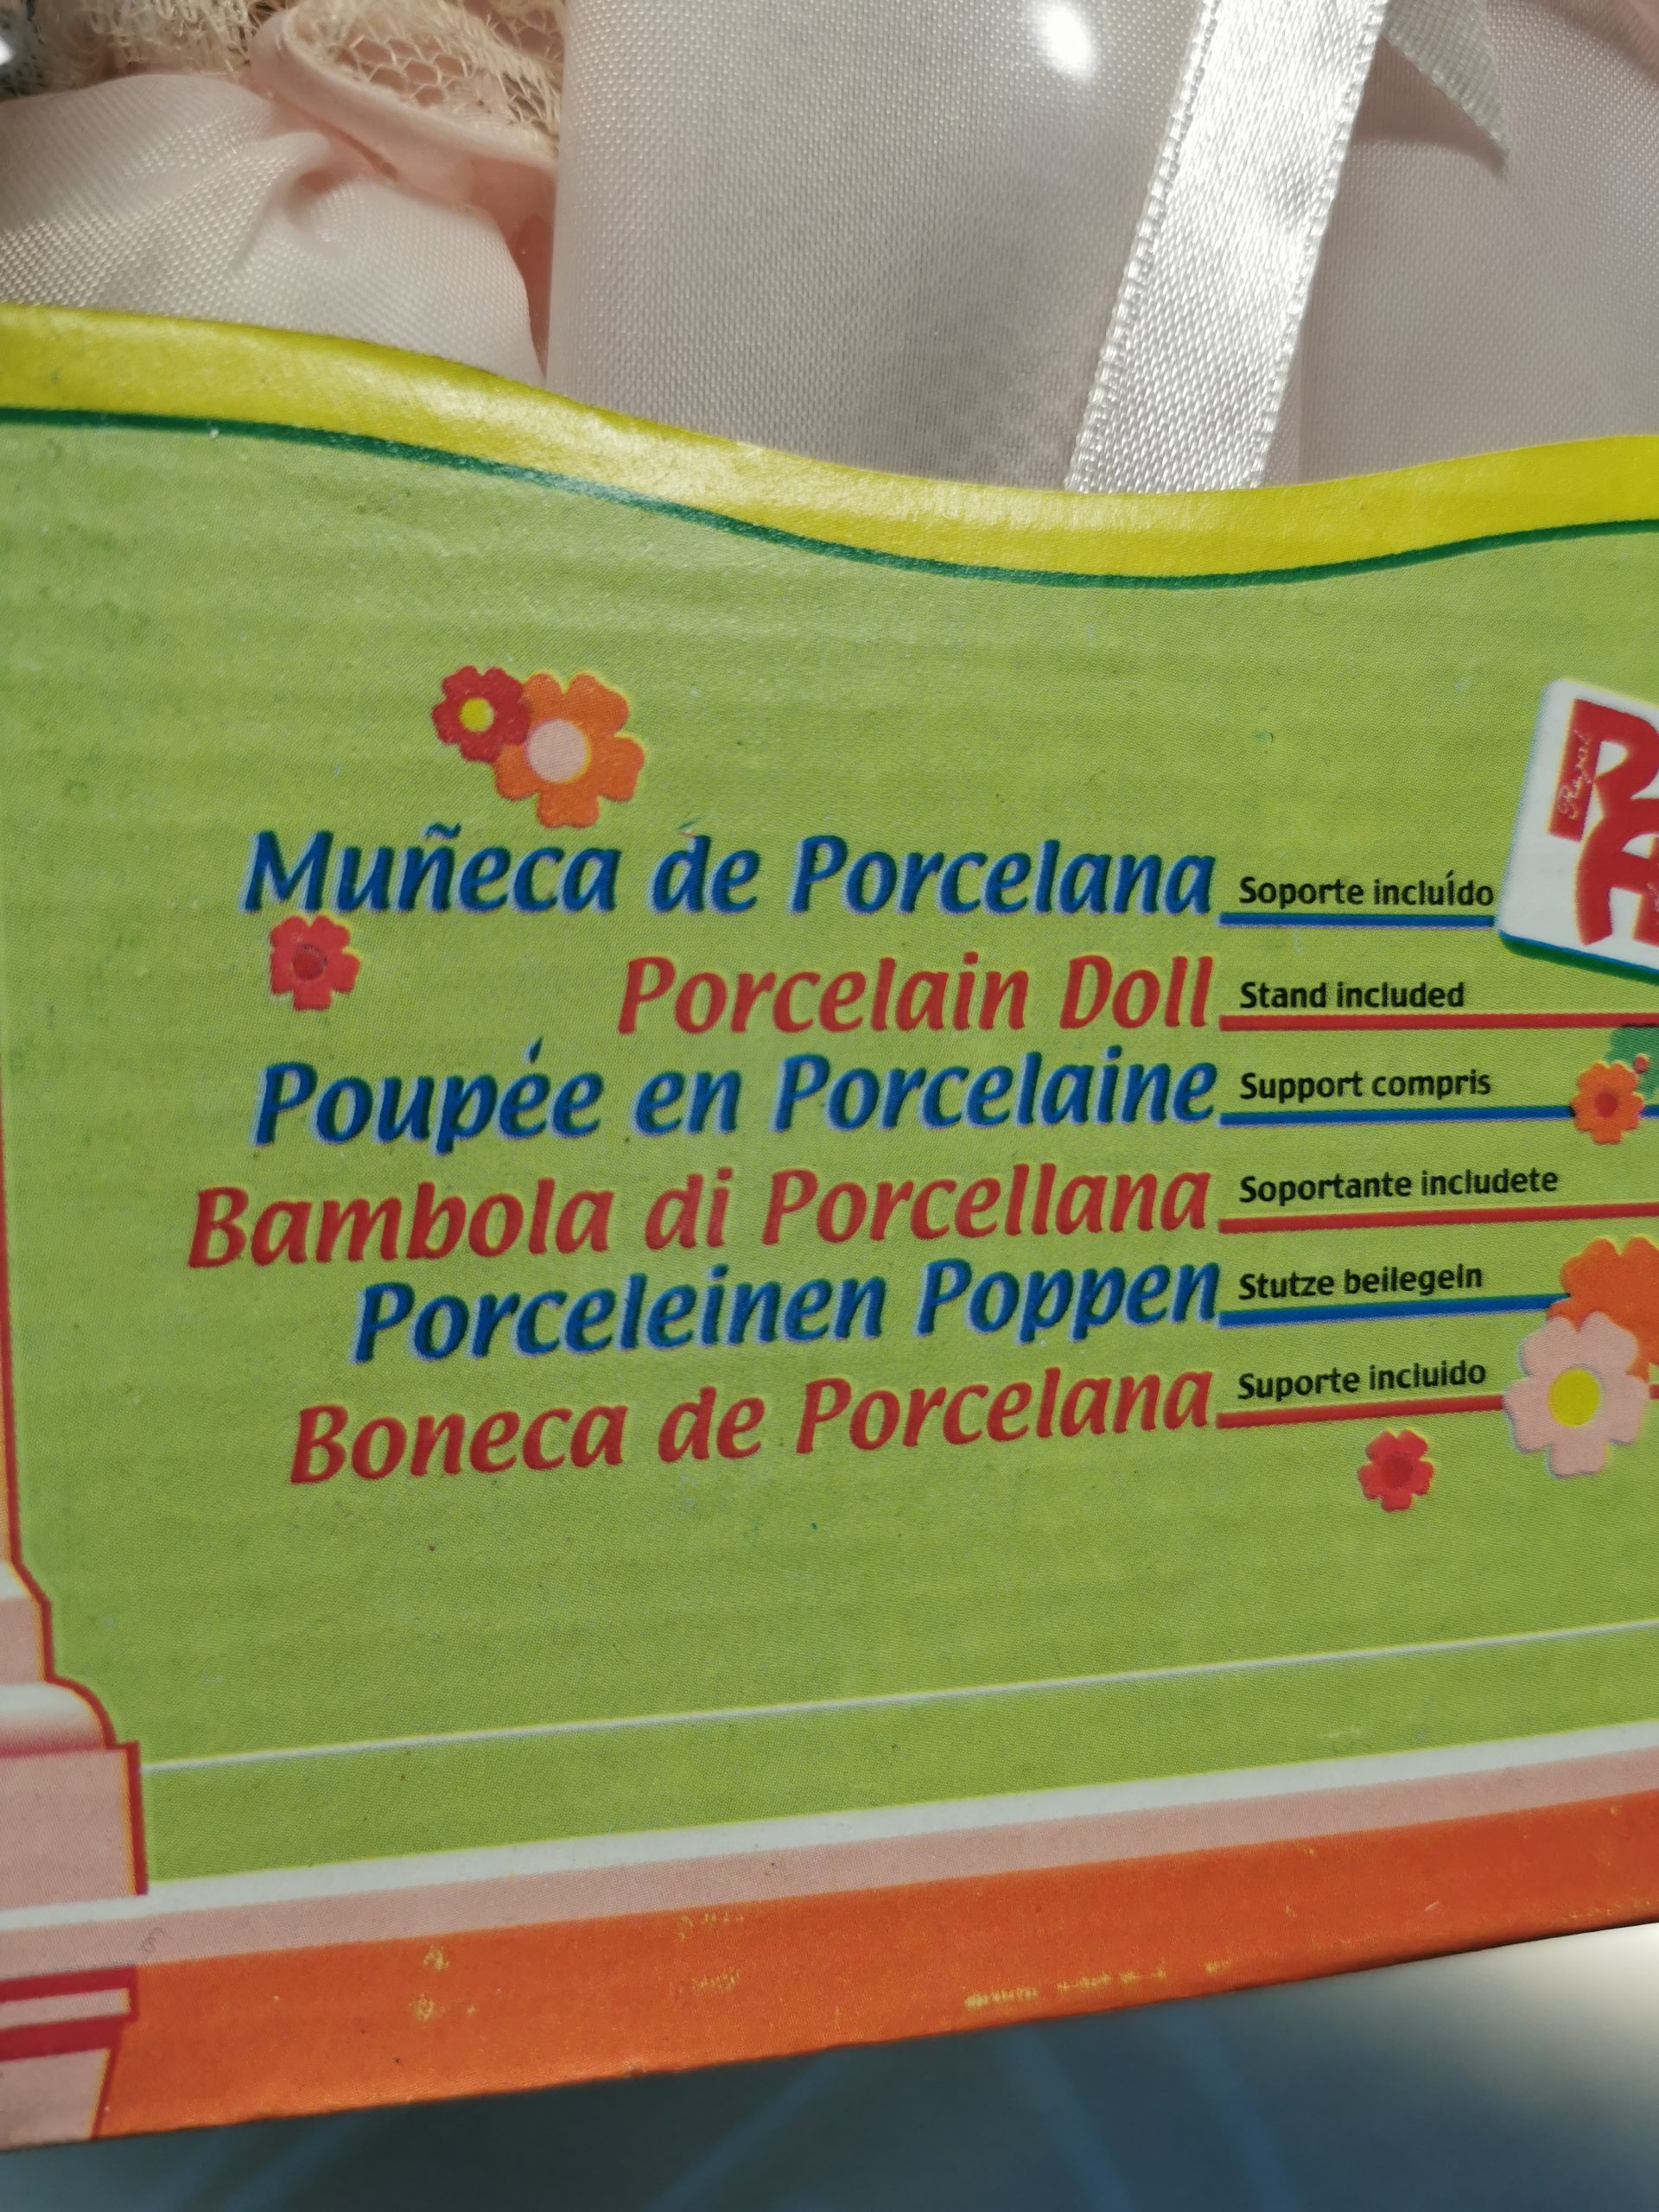 Muñeca de Porcelana Soporte incluído
Porcelain Doll Stand included
Poupée en Porcelaine Support compris
Bambola di Porcellana Soportante includete
Porceleinen Poppen Stutze beilegeln
Boneca de Porcelana Suporte incluido